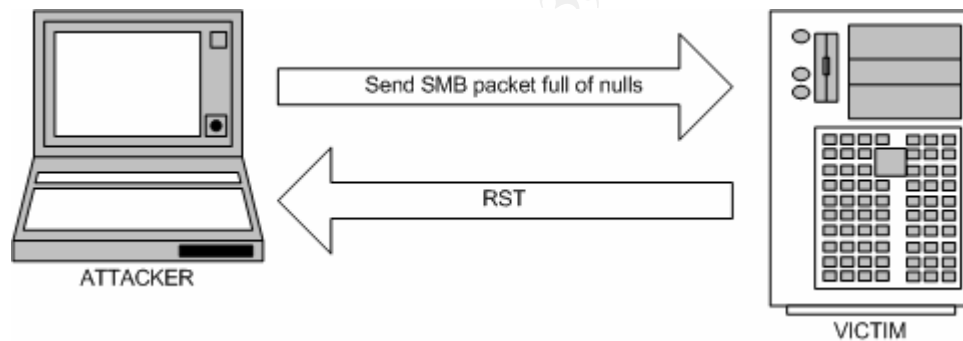 Send SMB packet full of nulls
RST
ATTACKER
VICTIM